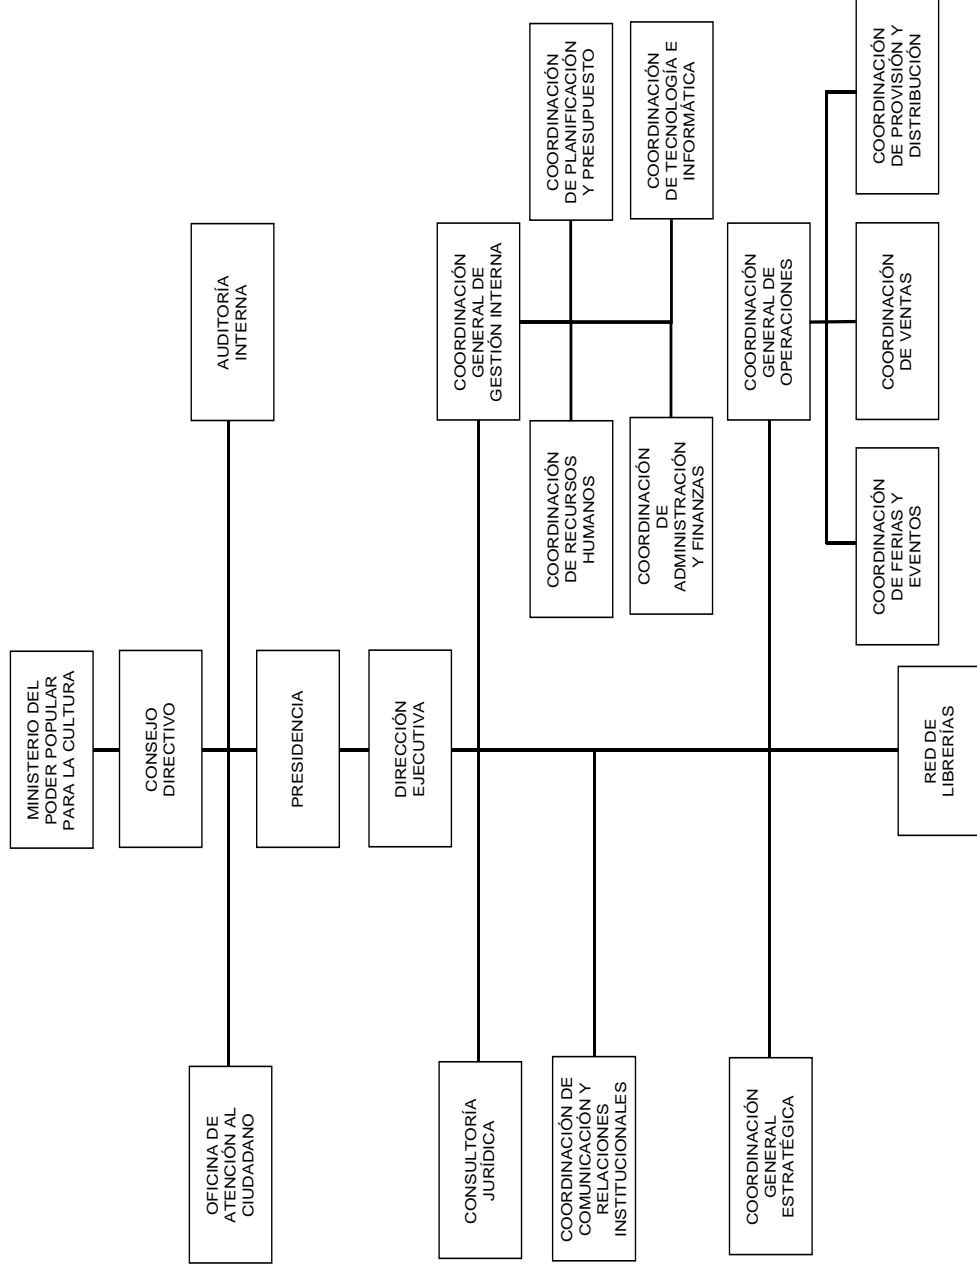 MINISTERIO DEL
PODER POPULAR
PARA LA CULTURA
CONSEJO
DIRECTIVO
OFICINA DE
ATENCIÓN AL
CIUDADANO
AUDITORÍA
INTERNA
PRESIDENCIA
DIRECCIÓN
EJECUTIVA
CONSULTORÍA
JURÍDICA
COORDINACIÓN
GENERAL DE
GESTIÓN INTERNA
COORDINACIÓN DE
COMUNICACIÓN Y
RELACIONES
INSTITUCIONALES
COORDINACIÓN
DE RECURSOS
HUMANOS
COORDINACIÓN
DE PLANIFICACIÓN
Y PRESUPUESTO
COORDINACIÓN
DE
ADMINISTRACIÓN
Y FINANZAS
COORDINACIÓN
DE TECNOLOGÍA E
INFORMÁTICA
COORDINACIÓN
GENERAL
ESTRATÉGICA
COORDINACIÓN
GENERAL DE
OPERACIONES
COORDINACIÓN
DE FERIAS Y
EVENTOS
COORDINACIÓN
DE VENTAS
COORDINACIÓN
DE PROVISIÓN Y
DISTRIBUCIÓN
RED DE
LIBRERÍAS